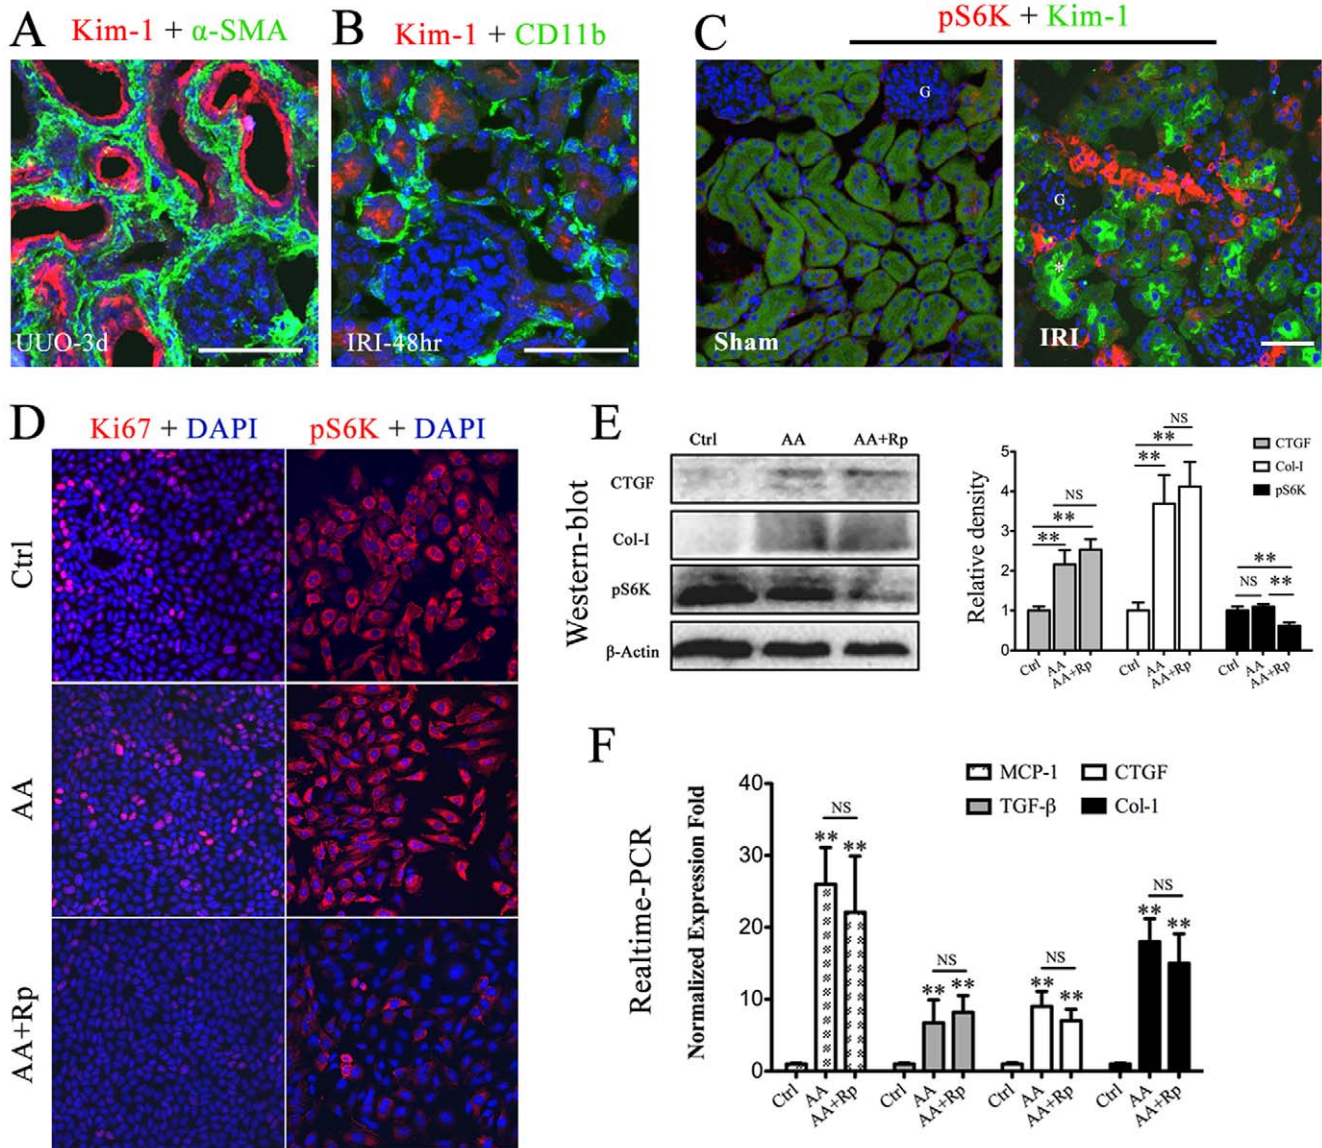 A
Kim-1 + α-SMA
UUO-3d
B
Kim-1 + CD11b
IRI-48hr
C
pS6K + Kim-1
G
Sham
G
*
IRI
D
Ki67 + DAPI
pS6K + DAPI
Ctrl
AA
AA+Rp
E
Western-blot
Ctrl AA AA+Rp
CTGF
Col-I
pS6K
β-Actin
Relative density
5
4
3
2
1
0
NS
**
**
NS
**
**
**
NS **
CTGF
Col-I
pS6K
Ctrl AA AA+Rp Ctrl AA AA+Rp Ctrl AA AA+Rp
F
Realtime-PCR
Normalized Expression Fold
40
30
20
10
0
MCP-1 CTGF
TGF-β Col-1
NS
** **
NS
** **
NS
** **
NS
** **
Ctrl AA AA+Rp Ctrl AA AA+Rp Ctrl AA AA+Rp Ctrl AA AA+Rp